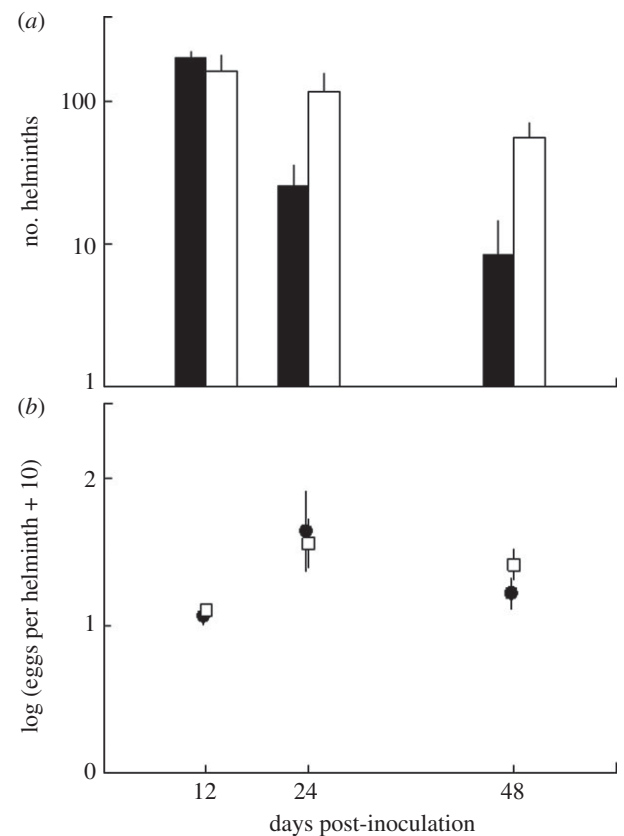 (a)
100
10
1
no. helminths
(b)
2
1
0
log (eggs per helminth + 10)
12 24 48
days post-inoculation